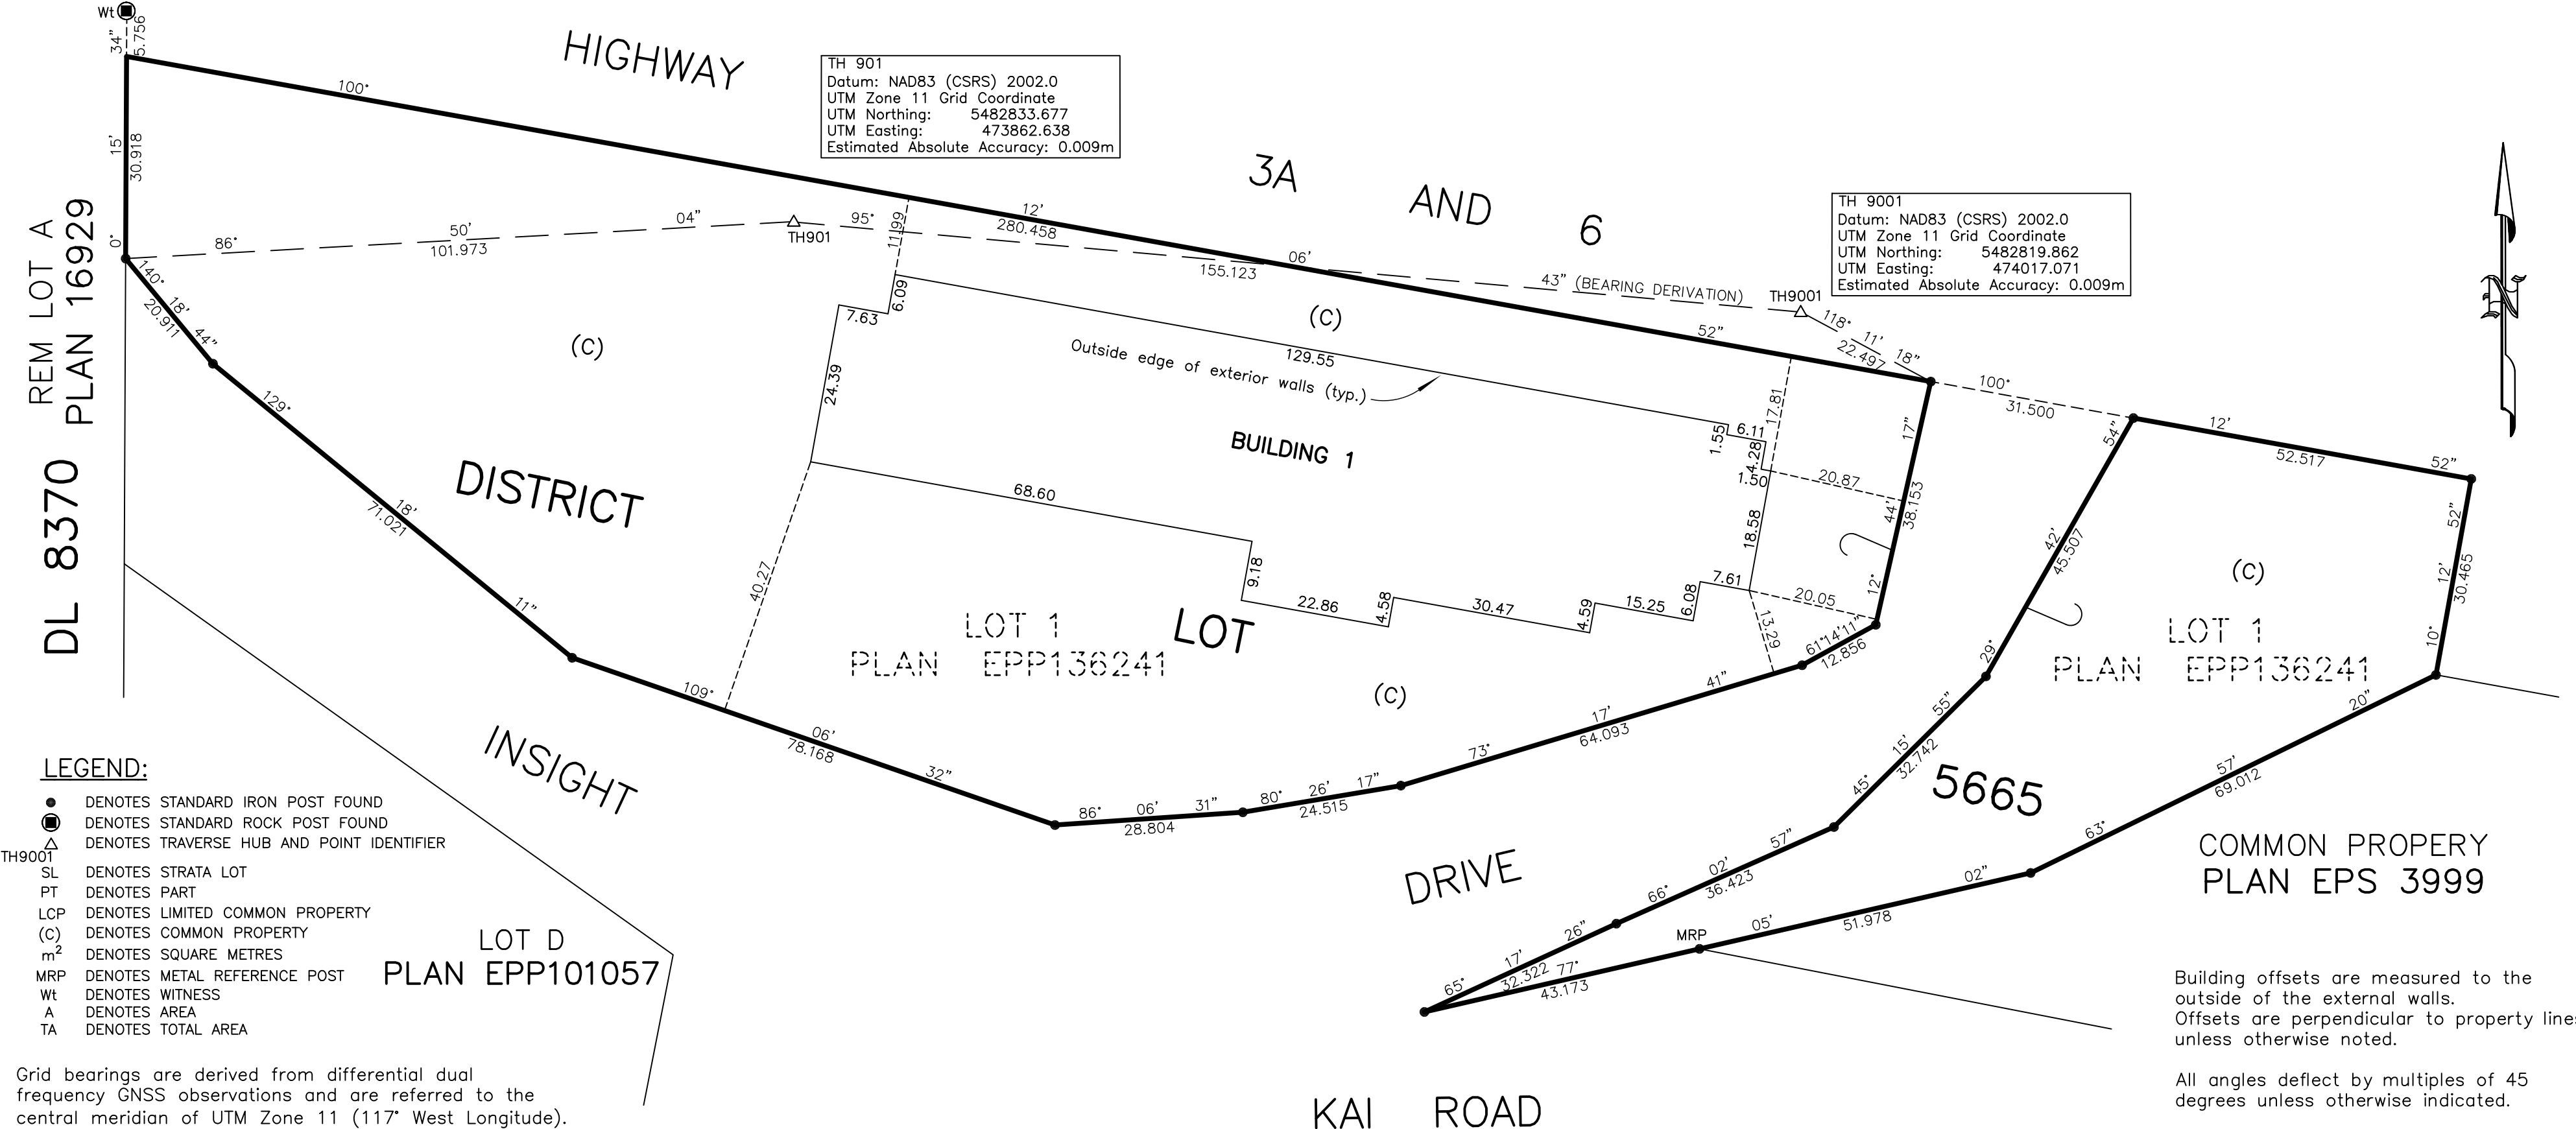 Wt
34"
5.756
HIGHWAY
TH 901
Datum: NAD83 (CSRS) 2002.0
UTM Zone 11 Grid Coordinate
UTM Northing: 5482833.677
UTM Easting: 473862.638
Estimated Absolute Accuracy: 0.009m
100°
15'
30.918
0°
REM LOT A
PLAN 16929
DL 8370
3A AND 6
TH 9001
Datum: NAD83 (CSRS) 2002.0
UTM Zone 11 Grid Coordinate
UTM Northing: 5482819.862
UTM Easting: 474017.071
Estimated Absolute Accuracy: 0.009m
N
12'
280.458
86° 50' 04"
101.973
TH901
95°
11.99
06'
155.123
43" (BEARING DERIVATION)
TH9001
118° 11' 18"
22.497
52"
140° 18' 44"
20.911
7.63
6.09
(C)
(C)
129.55
Outside edge of exterior walls (typ.)
24.39
17.81
17"
100°
31.500
12'
52.517
52"
54"
BUILDING 1
1.55
6.11
4.28
1.50
20.87
44'
38.153
129°
18'
71.021
11"
DISTRICT
68.60
18.58
42'
45.507
52"
12'
30.465
10°
40.27
9.18
22.86
4.58
30.47
4.59
15.25
6.08
7.61
20.05
12°
13.29
61°14'11"
12.856
29°
(C)
LOT 1
PLAN EPP136241
LOT
LOT 1
PLAN EPP136241
(C)
109°
06'
78.168
32"
41"
17'
64.093
73°
55"
15'
32.742
45°
20"
57'
69.012
63°
INSIGHT
86° 06' 31"
28.804
80° 26' 17"
24.515
5665
DRIVE
57"
02'
36.423
66°
COMMON PROPERY
PLAN EPS 3999
26"
17'
32.322
65°
MRP
05'
51.978
02"
77°
43.173
LEGEND:
DENOTES STANDARD IRON POST FOUND
DENOTES STANDARD ROCK POST FOUND
DENOTES TRAVERSE HUB AND POINT IDENTIFIER
TH9001
SL DENOTES STRATA LOT
PT DENOTES PART
LCP DENOTES LIMITED COMMON PROPERTY
(C) DENOTES COMMON PROPERTY
m² DENOTES SQUARE METRES
MRP DENOTES METAL REFERENCE POST
Wt DENOTES WITNESS
A DENOTES AREA
TA DENOTES TOTAL AREA
LOT D
PLAN EPP101057
Grid bearings are derived from differential dual
frequency GNSS observations and are referred to the
central meridian of UTM Zone 11 (117° West Longitude).
KAI ROAD
Building offsets are measured to the
outside of the external walls.
Offsets are perpendicular to property lines
unless otherwise noted.
All angles deflect by multiples of 45
degrees unless otherwise indicated.